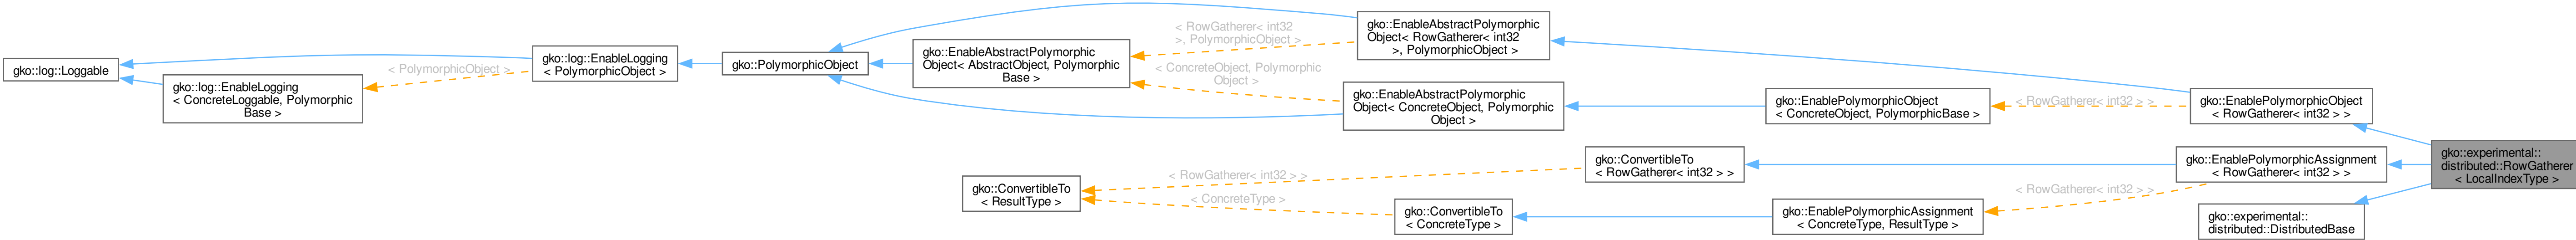 gko::log::Loggable
gko::log::EnableLogging
< ConcreteLoggable, Polymorphic
Base >
< PolymorphicObject >
gko::log::EnableLogging
< PolymorphicObject >
gko::PolymorphicObject
gko::EnableAbstractPolymorphic
Object< AbstractObject, Polymorphic
Base >
< RowGatherer< int32
>, PolymorphicObject >
< ConcreteObject, Polymorphic
Object >
gko::EnableAbstractPolymorphic
Object< RowGatherer< int32
>, PolymorphicObject >
gko::EnableAbstractPolymorphic
Object< ConcreteObject, Polymorphic
Object >
gko::EnablePolymorphicObject
< ConcreteObject, PolymorphicBase >
< RowGatherer< int32 > >
gko::EnablePolymorphicObject
< RowGatherer< int32 > >
gko::ConvertibleTo
< ResultType >
< RowGatherer< int32 > >
< ConcreteType >
gko::ConvertibleTo
< RowGatherer< int32 > >
gko::ConvertibleTo
< ConcreteType >
gko::EnablePolymorphicAssignment
< ConcreteType, ResultType >
< RowGatherer< int32 > >
gko::EnablePolymorphicAssignment
< RowGatherer< int32 > >
gko::experimental::
distributed::DistributedBase
gko::experimental::
distributed::RowGatherer
< LocalIndexType >